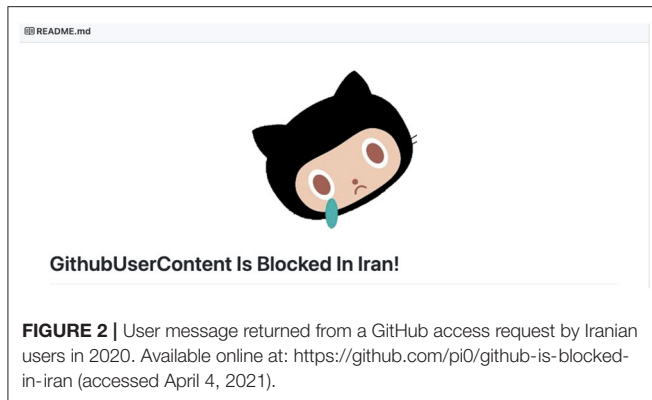 README.md
GithubUserContent Is Blocked In Iran!
FIGURE 2 | User message returned from a GitHub access request by Iranian
users in 2020. Available online at: https://github.com/pi0/github-is-blocked-
in-iran (accessed April 4, 2021).